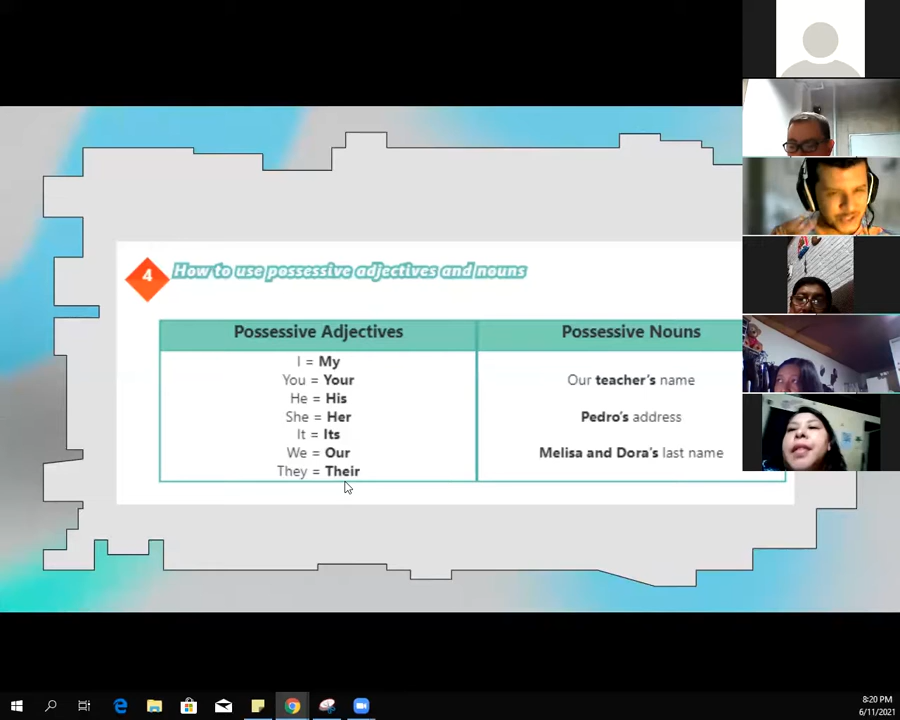 4
How to use possessive adjectives and nouns
Possessive Adjectives
I = My
You = Your
He = His
She = Her
It = Its
We = Our
They = Their
Possessive Nouns
Our teacher's name
Pedro's address
Melisa and Dora's last name
8:20 PM
6/11/2021